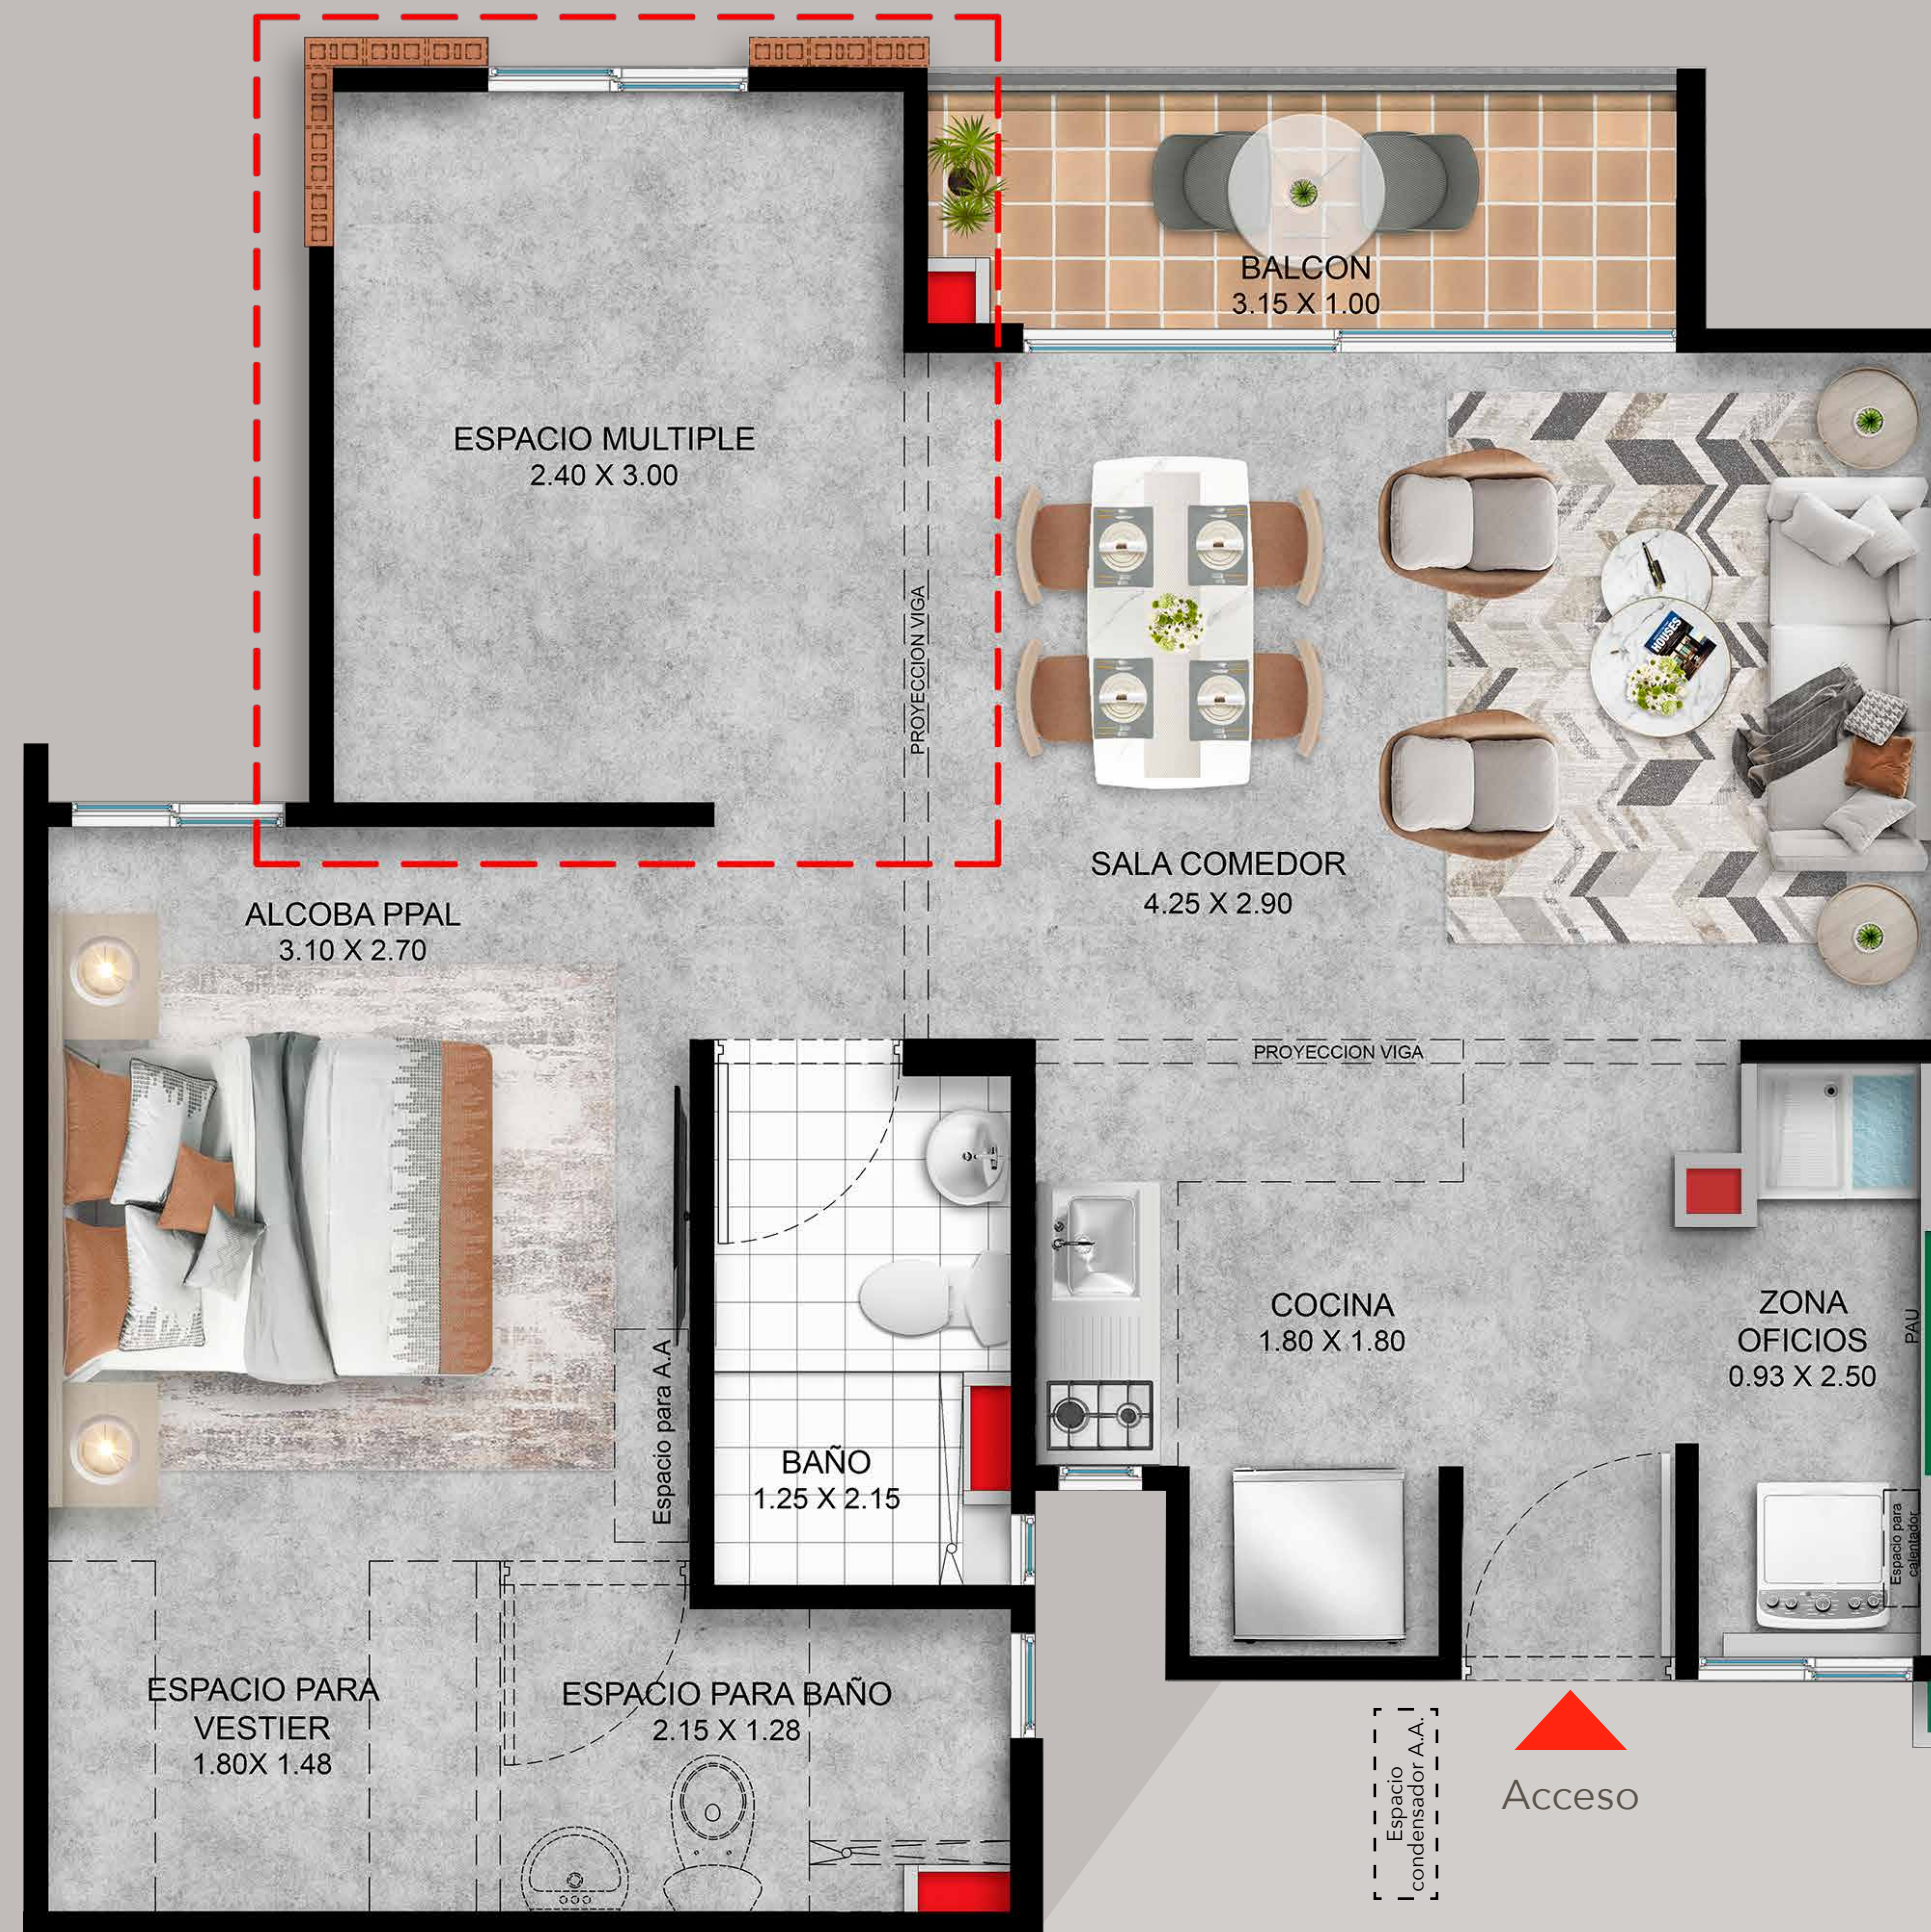 BALCON
3.15 X 1.00
ESPACIO MULTIPLE
2.40 X 3.00
PROYECCION VIGA
HOUSES
SALA COMEDOR
4.25 X 2.90
ALCOBA PPAL
3.10 X 2.70
PROYECCION VIGA
COCINA
1.80 X 1.80
ZONA
OFICIOS
0.93 X 2.50
PAU
Espacio para A.A
BAÑO
1.25 X 2.15
Espacio para
calentador
ESPACIO PARA
VESTIER
1.80X 1.48
ESPACIO PARA BAÑO
2.15 X 1.28
Espacio
condensador A.A.
Acceso